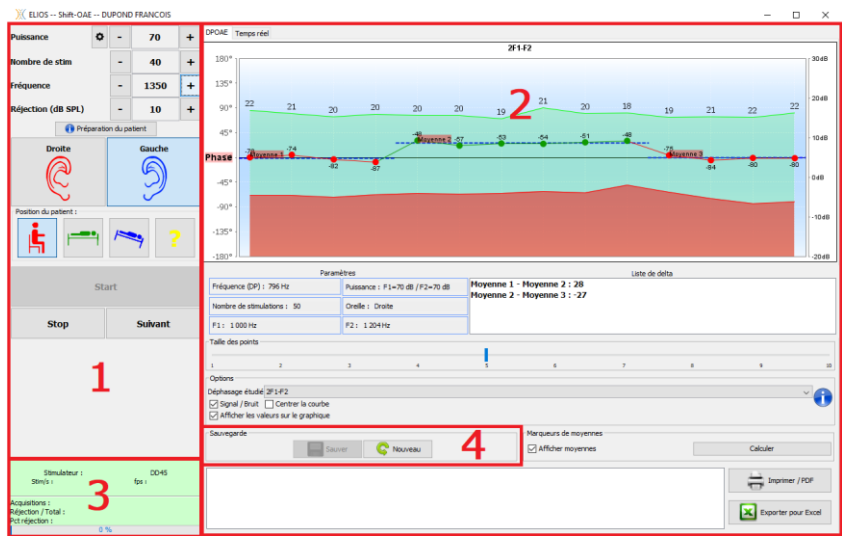 ELIOS -- Shift-OAE -- DUPOND FRANCOIS
Puissance - 70 +
Nombre de stim - 40 +
Fréquence - 1350 +
Réjection (dB SPL) - 10 +
Préparation du patient
Droite Gauche
Position du patient :
?
Start
Stop Suivant
1
Stimulateur : DD45
Stim/s : fps :
3
Acquisitions :
Réjection / Total :
Pct réjection :
0 %
DPOAE Temps réel
2F1-F2
180° 30dB
135°
90° 22 21 20 20 20 20 19 21 20 18 19 21 22 22 20dB
2
45° -48 Moyenne 2 -57 -53 -54 -51 -48 10dB
Phase Moyenne 1 -74 -82 -87 -75 Moyenne 3 -84 -80 -80
-45° 0dB
-90°
-10dB
-135°
-180° -20dB
Paramètres Liste de delta
Fréquence (DP) : 796 Hz Puissance : F1=70 dB / F2=70 dB
Moyenne 1 - Moyenne 2 : 28
Moyenne 2 - Moyenne 3 : -27
Nombre de stimulations : 50 Oreille : Droite
F1 : 1 000 Hz F2 : 1 204 Hz
Taille des points
1 2 3 4 5 6 7 8 9 10
Options
Déphasage étudié 2F1-F2
Signal / Bruit Centrer la courbe
Afficher les valeurs sur le graphique
Sauvegarde Marqueurs de moyennes
Sauver Nouveau 4 Afficher moyennes Calculer
Imprimer / PDF
Exporter pour Excel